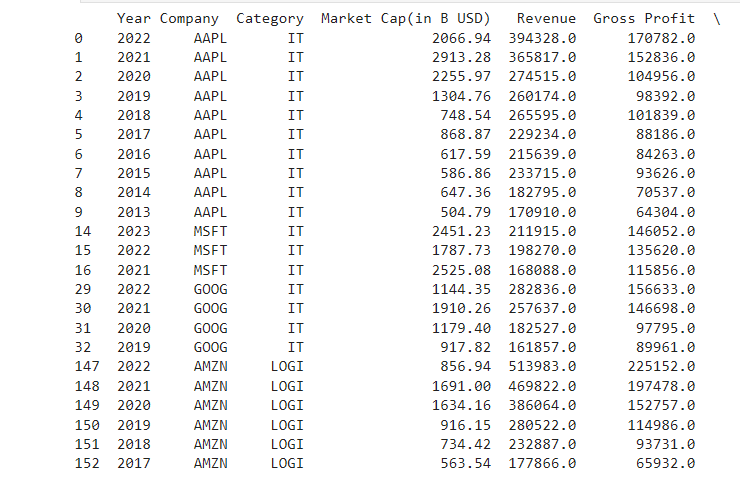 Year Company Category Market Cap(in B USD) Revenue Gross Profit \
0 2022 AAPL IT 2066.94 394328.0 170782.0
1 2021 AAPL IT 2913.28 365817.0 152836.0
2 2020 AAPL IT 2255.97 274515.0 104956.0
3 2019 AAPL IT 1304.76 260174.0 98392.0
4 2018 AAPL IT 748.54 265595.0 101839.0
5 2017 AAPL IT 868.87 229234.0 88186.0
6 2016 AAPL IT 617.59 215639.0 84263.0
7 2015 AAPL IT 586.86 233715.0 93626.0
8 2014 AAPL IT 647.36 182795.0 70537.0
9 2013 AAPL IT 504.79 170910.0 64304.0
14 2023 MSFT IT 2451.23 211915.0 146052.0
15 2022 MSFT IT 1787.73 198270.0 135620.0
16 2021 MSFT IT 2525.08 168088.0 115856.0
29 2022 GOOG IT 1144.35 282836.0 156633.0
30 2021 GOOG IT 1910.26 257637.0 146698.0
31 2020 GOOG IT 1179.40 182527.0 97795.0
32 2019 GOOG IT 917.82 161857.0 89961.0
147 2022 AMZN LOGI 856.94 513983.0 225152.0
148 2021 AMZN LOGI 1691.00 469822.0 197478.0
149 2020 AMZN LOGI 1634.16 386064.0 152757.0
150 2019 AMZN LOGI 916.15 280522.0 114986.0
151 2018 AMZN LOGI 734.42 232887.0 93731.0
152 2017 AMZN LOGI 563.54 177866.0 65932.0